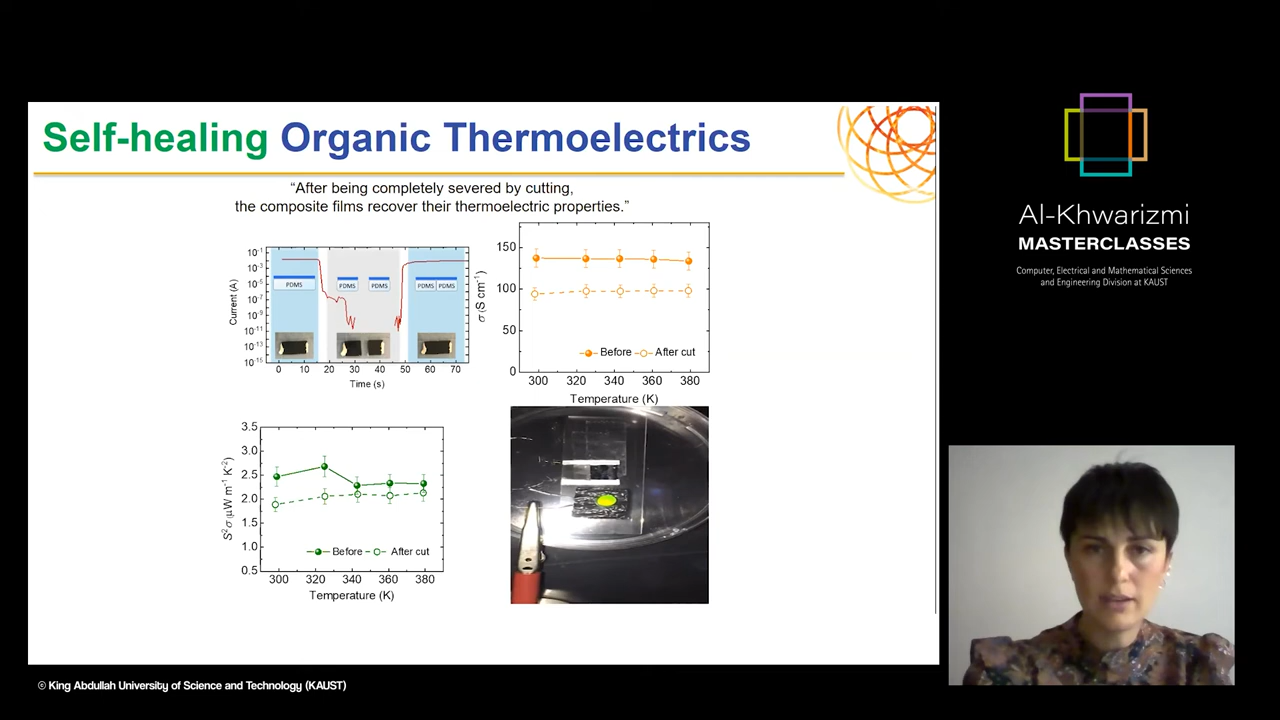 Self-healing Organic Thermoelectrics
“After being completely severed by cutting,
the composite films recover their thermoelectric properties.”
10⁻¹
10⁻³
10⁻⁵
10⁻⁷
10⁻⁹
10⁻¹¹
10⁻¹³
10⁻¹⁵
Current (A)
PDMS
PDMS
PDMS
PDMS
PDMS
0 10 20 30 40 50 60 70
Time (s)
150
100
50
0
σ (S cm⁻¹)
Before After cut
300 320 340 360 380
Temperature (K)
3.5
3.0
2.5
2.0
1.5
1.0
0.5
S²σ (μW m⁻¹ K⁻²)
Before After cut
300 320 340 360 380
Temperature (K)
Al-Khwarizmi
MASTERCLASSES
Computer, Electrical and Mathematical Sciences
and Engineering Division at KAUST
© King Abdullah University of Science and Technology (KAUST)